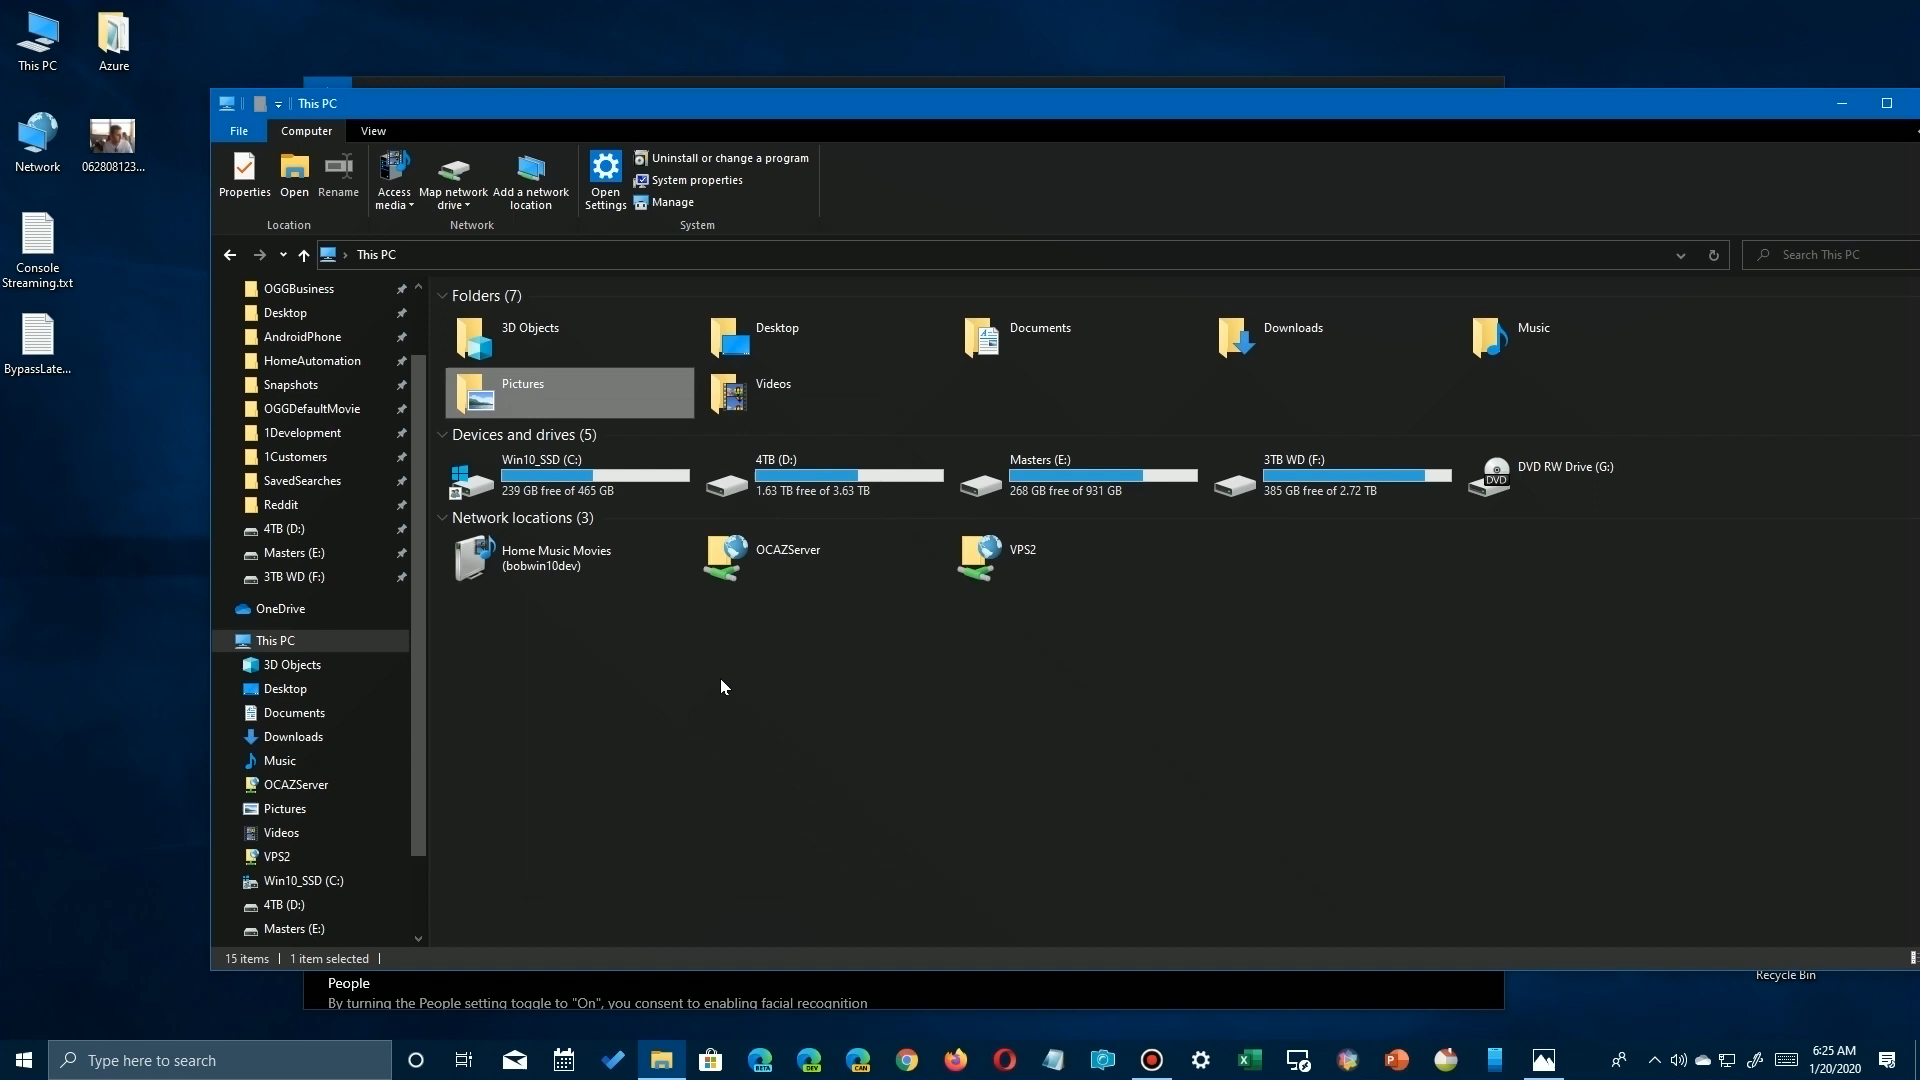 This PC
Azure
Network
062808123...
Console
Streaming.txt
BypassLate...
This PC
File
Computer
View
Properties
Open
Rename
Location
Access
media
Map network
drive
Add a network
location
Network
Open
Settings
Uninstall or change a program
System properties
Manage
System
This PC
Search This PC
OGGBusiness
Desktop
AndroidPhone
HomeAutomation
Snapshots
OGGDefaultMovie
1Development
1Customers
SavedSearches
Reddit
4TB (D:)
Masters (E:)
3TB WD (F:)
OneDrive
This PC
3D Objects
Desktop
Documents
Downloads
Music
OCAZServer
Pictures
Videos
VPS2
Win10_SSD (C:)
4TB (D:)
Masters (E:)
Folders (7)
3D Objects
Desktop
Documents
Downloads
Music
Pictures
Videos
Devices and drives (5)
Win10_SSD (C:)
239 GB free of 465 GB
4TB (D:)
1.63 TB free of 3.63 TB
Masters (E:)
268 GB free of 931 GB
3TB WD (F:)
385 GB free of 2.72 TB
DVD
DVD RW Drive (G:)
Network locations (3)
Home Music Movies
(bobwin10dev)
OCAZServer
VPS2
15 items
1 item selected
People
By turning the People setting toggle to "On", you consent to enabling facial recognition
Recycle Bin
Type here to search
BETA
DEV
CAN
6:25 AM
1/20/2020